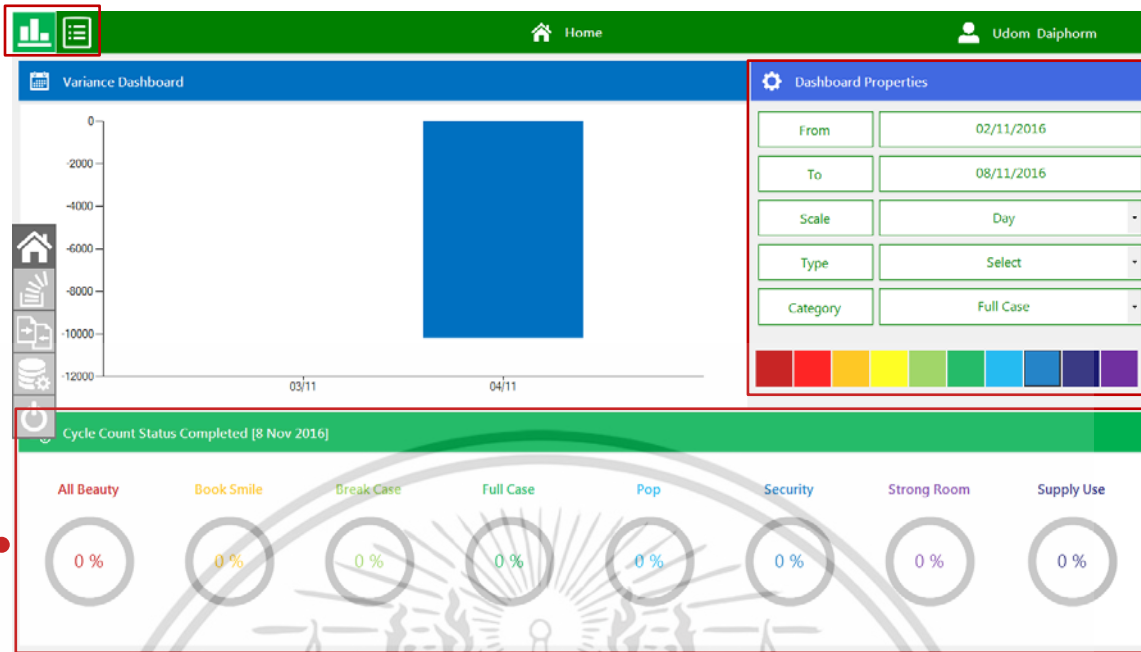 Home
Udom Daiphorm
Variance Dashboard
Dashboard Properties
0
-2000
-4000
-6000
-8000
-10000
-12000
03/11 04/11
From 02/11/2016
To 08/11/2016
Scale Day
Type Select
Category Full Case
Cycle Count Status Completed [8 Nov 2016]
All Beauty Book Smile Break Case Full Case Pop Security Strong Room Supply Use
0 % 0 % 0 % 0 % 0 % 0 % 0 % 0 %